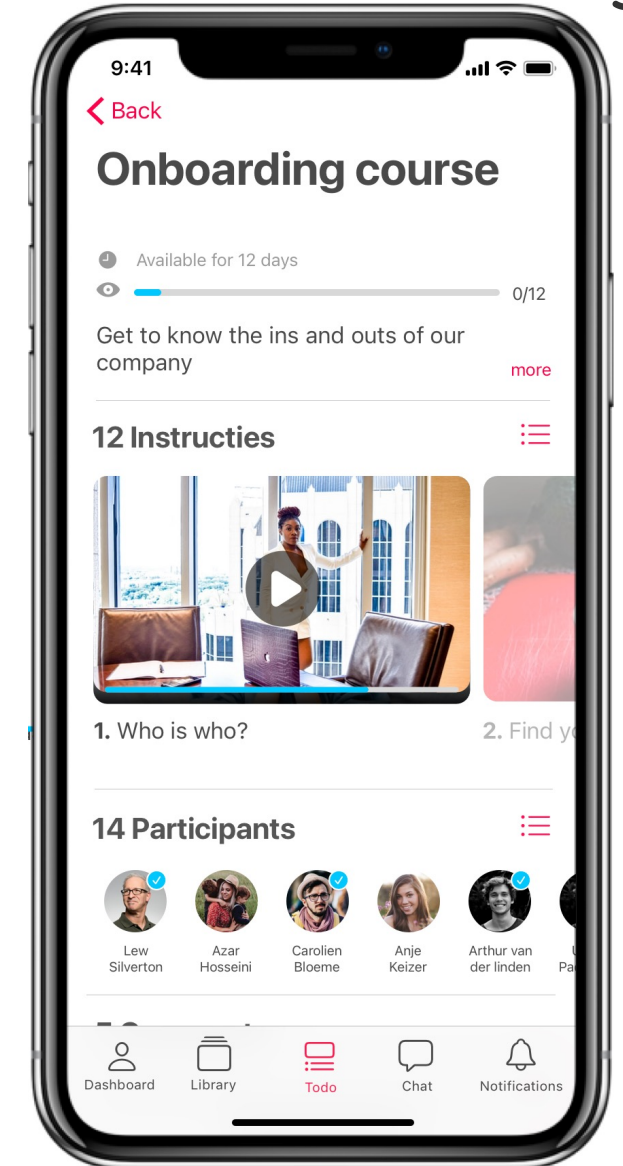 9:41
Back
Onboarding course
Available for 12 days
0/12
Get to know the ins and outs of our
company
more
12 Instructies
1. Who is who?
2. Find
14 Participants
Lew
Silverton
Azar
Hosseini
Carolien
Bloeme
Anje
Keizer
Arthur van
der linden
Dashboard
Library
Todo
Chat
Notifications